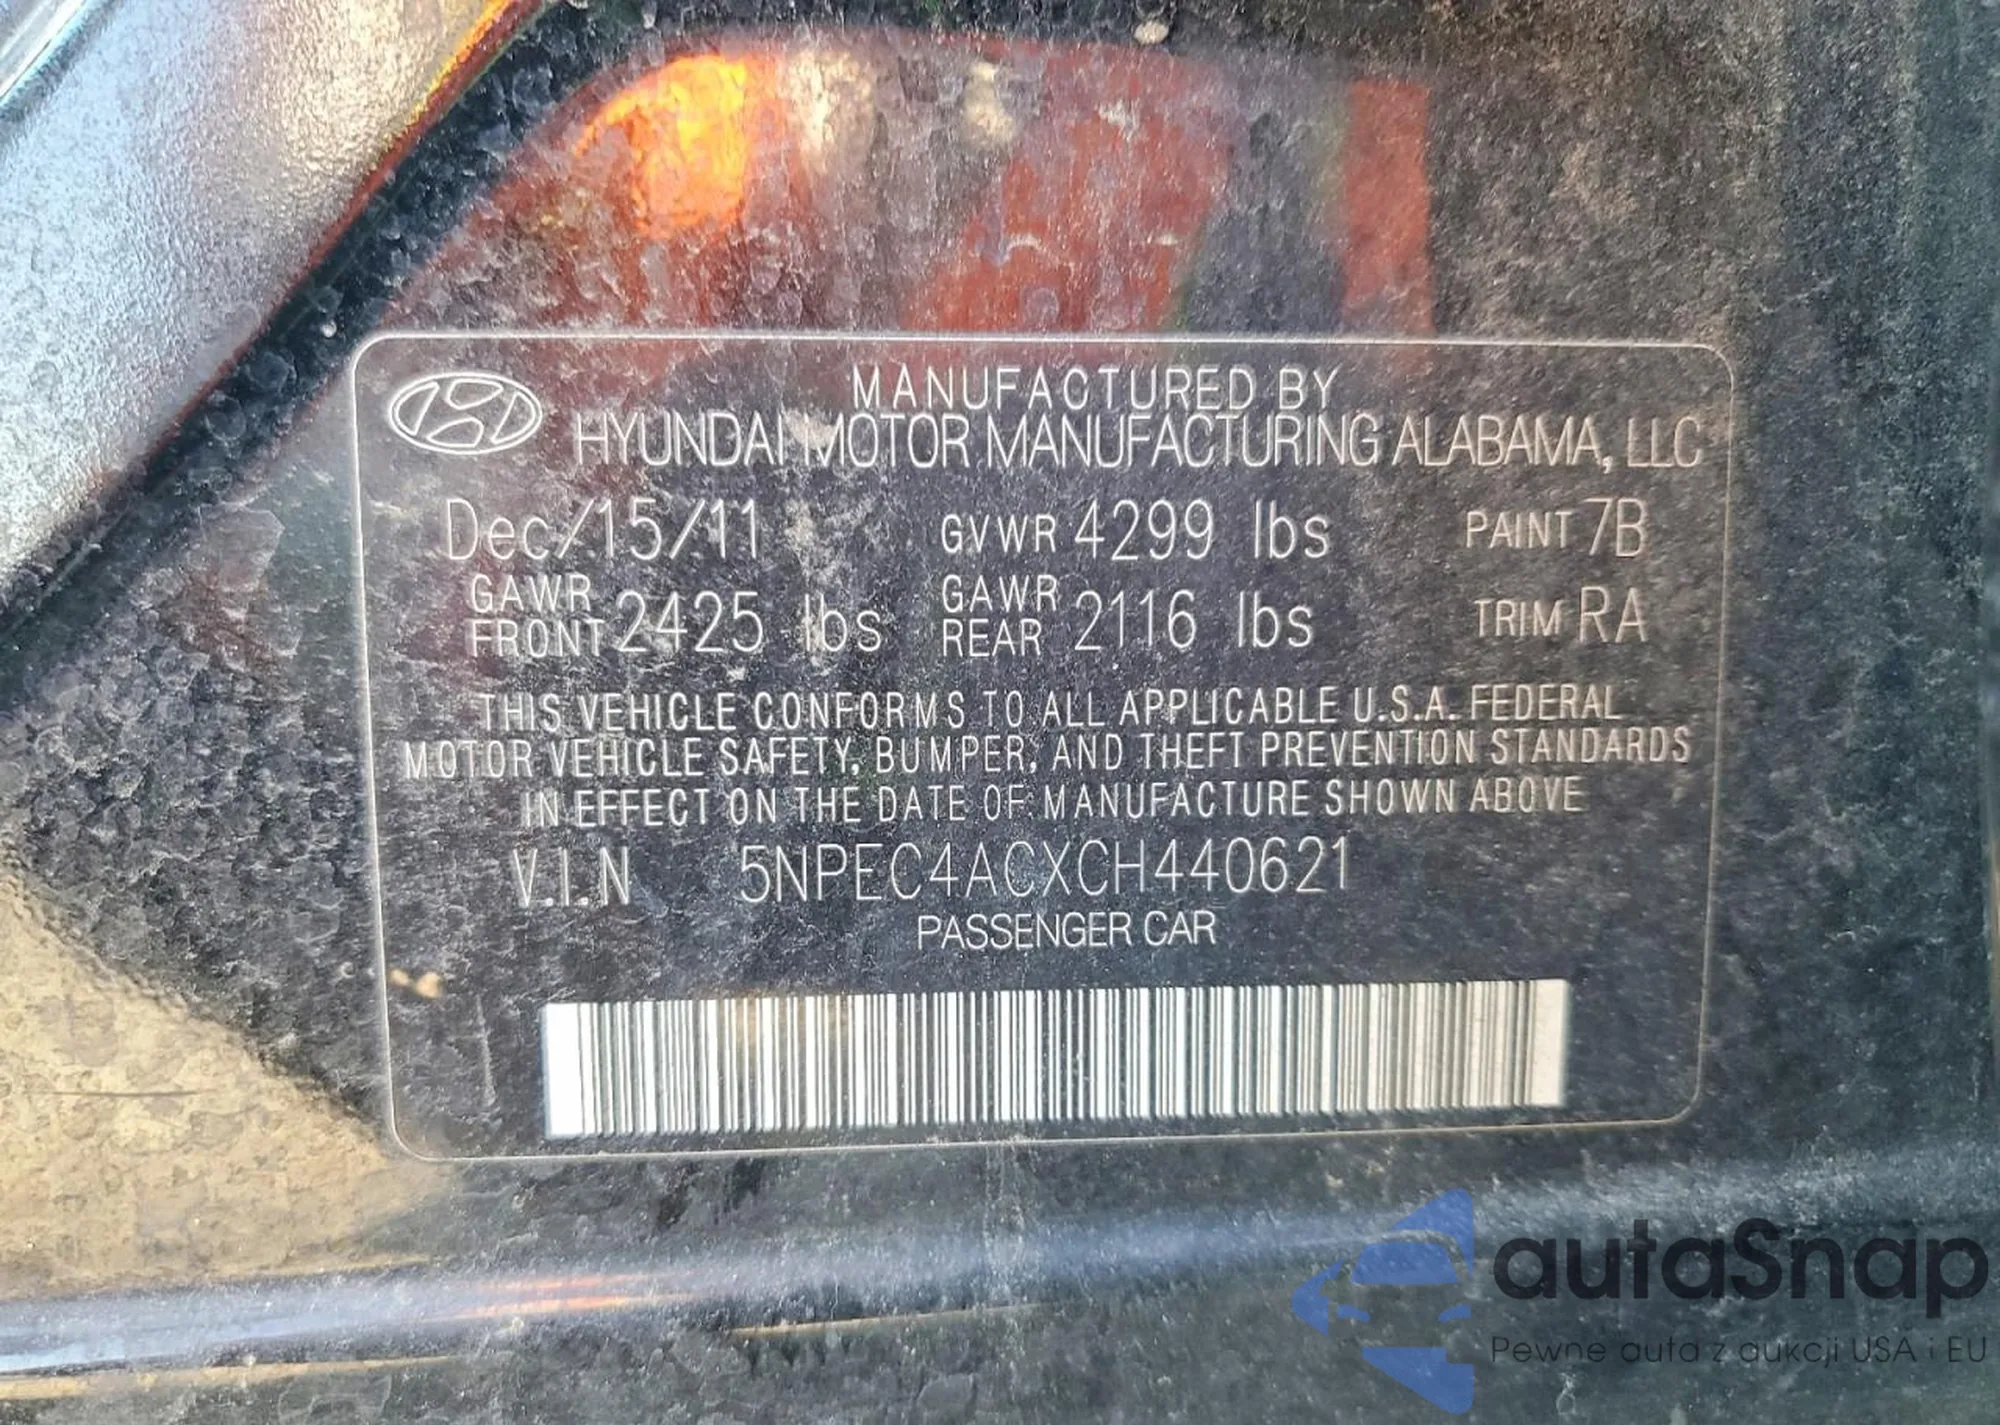 MANUFACTURED BY
HYUNDAI MOTOR MANUFACTURING ALABAMA, LLC
Dec/15/11 GVWR 4299 lbs PAINT 7B
GAWR FRONT 2425 lbs GAWR REAR 2116 lbs TRIM RA
THIS VEHICLE CONFORMS TO ALL APPLICABLE U.S.A. FEDERAL
MOTOR VEHICLE SAFETY, BUMPER, AND THEFT PREVENTION STANDARDS
IN EFFECT ON THE DATE OF MANUFACTURE SHOWN ABOVE
V.I.N 5NPEC4ACXCH440621
PASSENGER CAR
autaSnap
Pewne auta z aukcji USA i EU